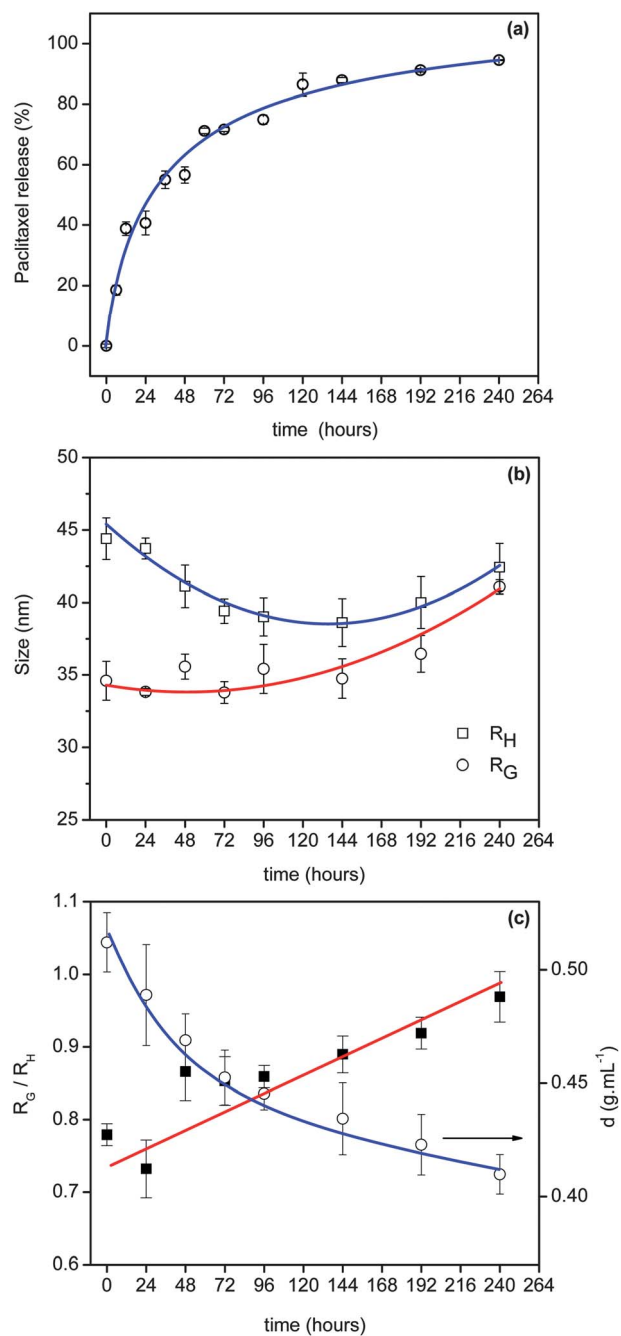 (a)
Paclitaxel release (%)
100
80
60
40
20
0
0 24 48 72 96 120 144 168 192 216 240 264
time (hours)
(b)
Size (nm)
50
45
40
35
30
25
R_H
R_G
0 24 48 72 96 120 144 168 192 216 240 264
time (hours)
(c)
R_G / R_H
1.1
1.0
0.9
0.8
0.7
0.6
0.50
0.45
0.40
d (g.mL⁻¹)
0 24 48 72 96 120 144 168 192 216 240 264
time (hours)